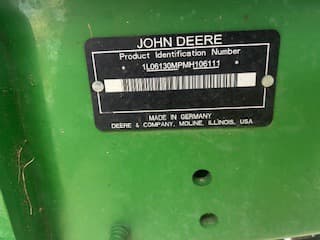 JOHN DEERE
Product Identification Number
*1L06130MPMH106111*
MADE IN GERMANY
DEERE & COMPANY, MOLINE, ILLINOIS, USA